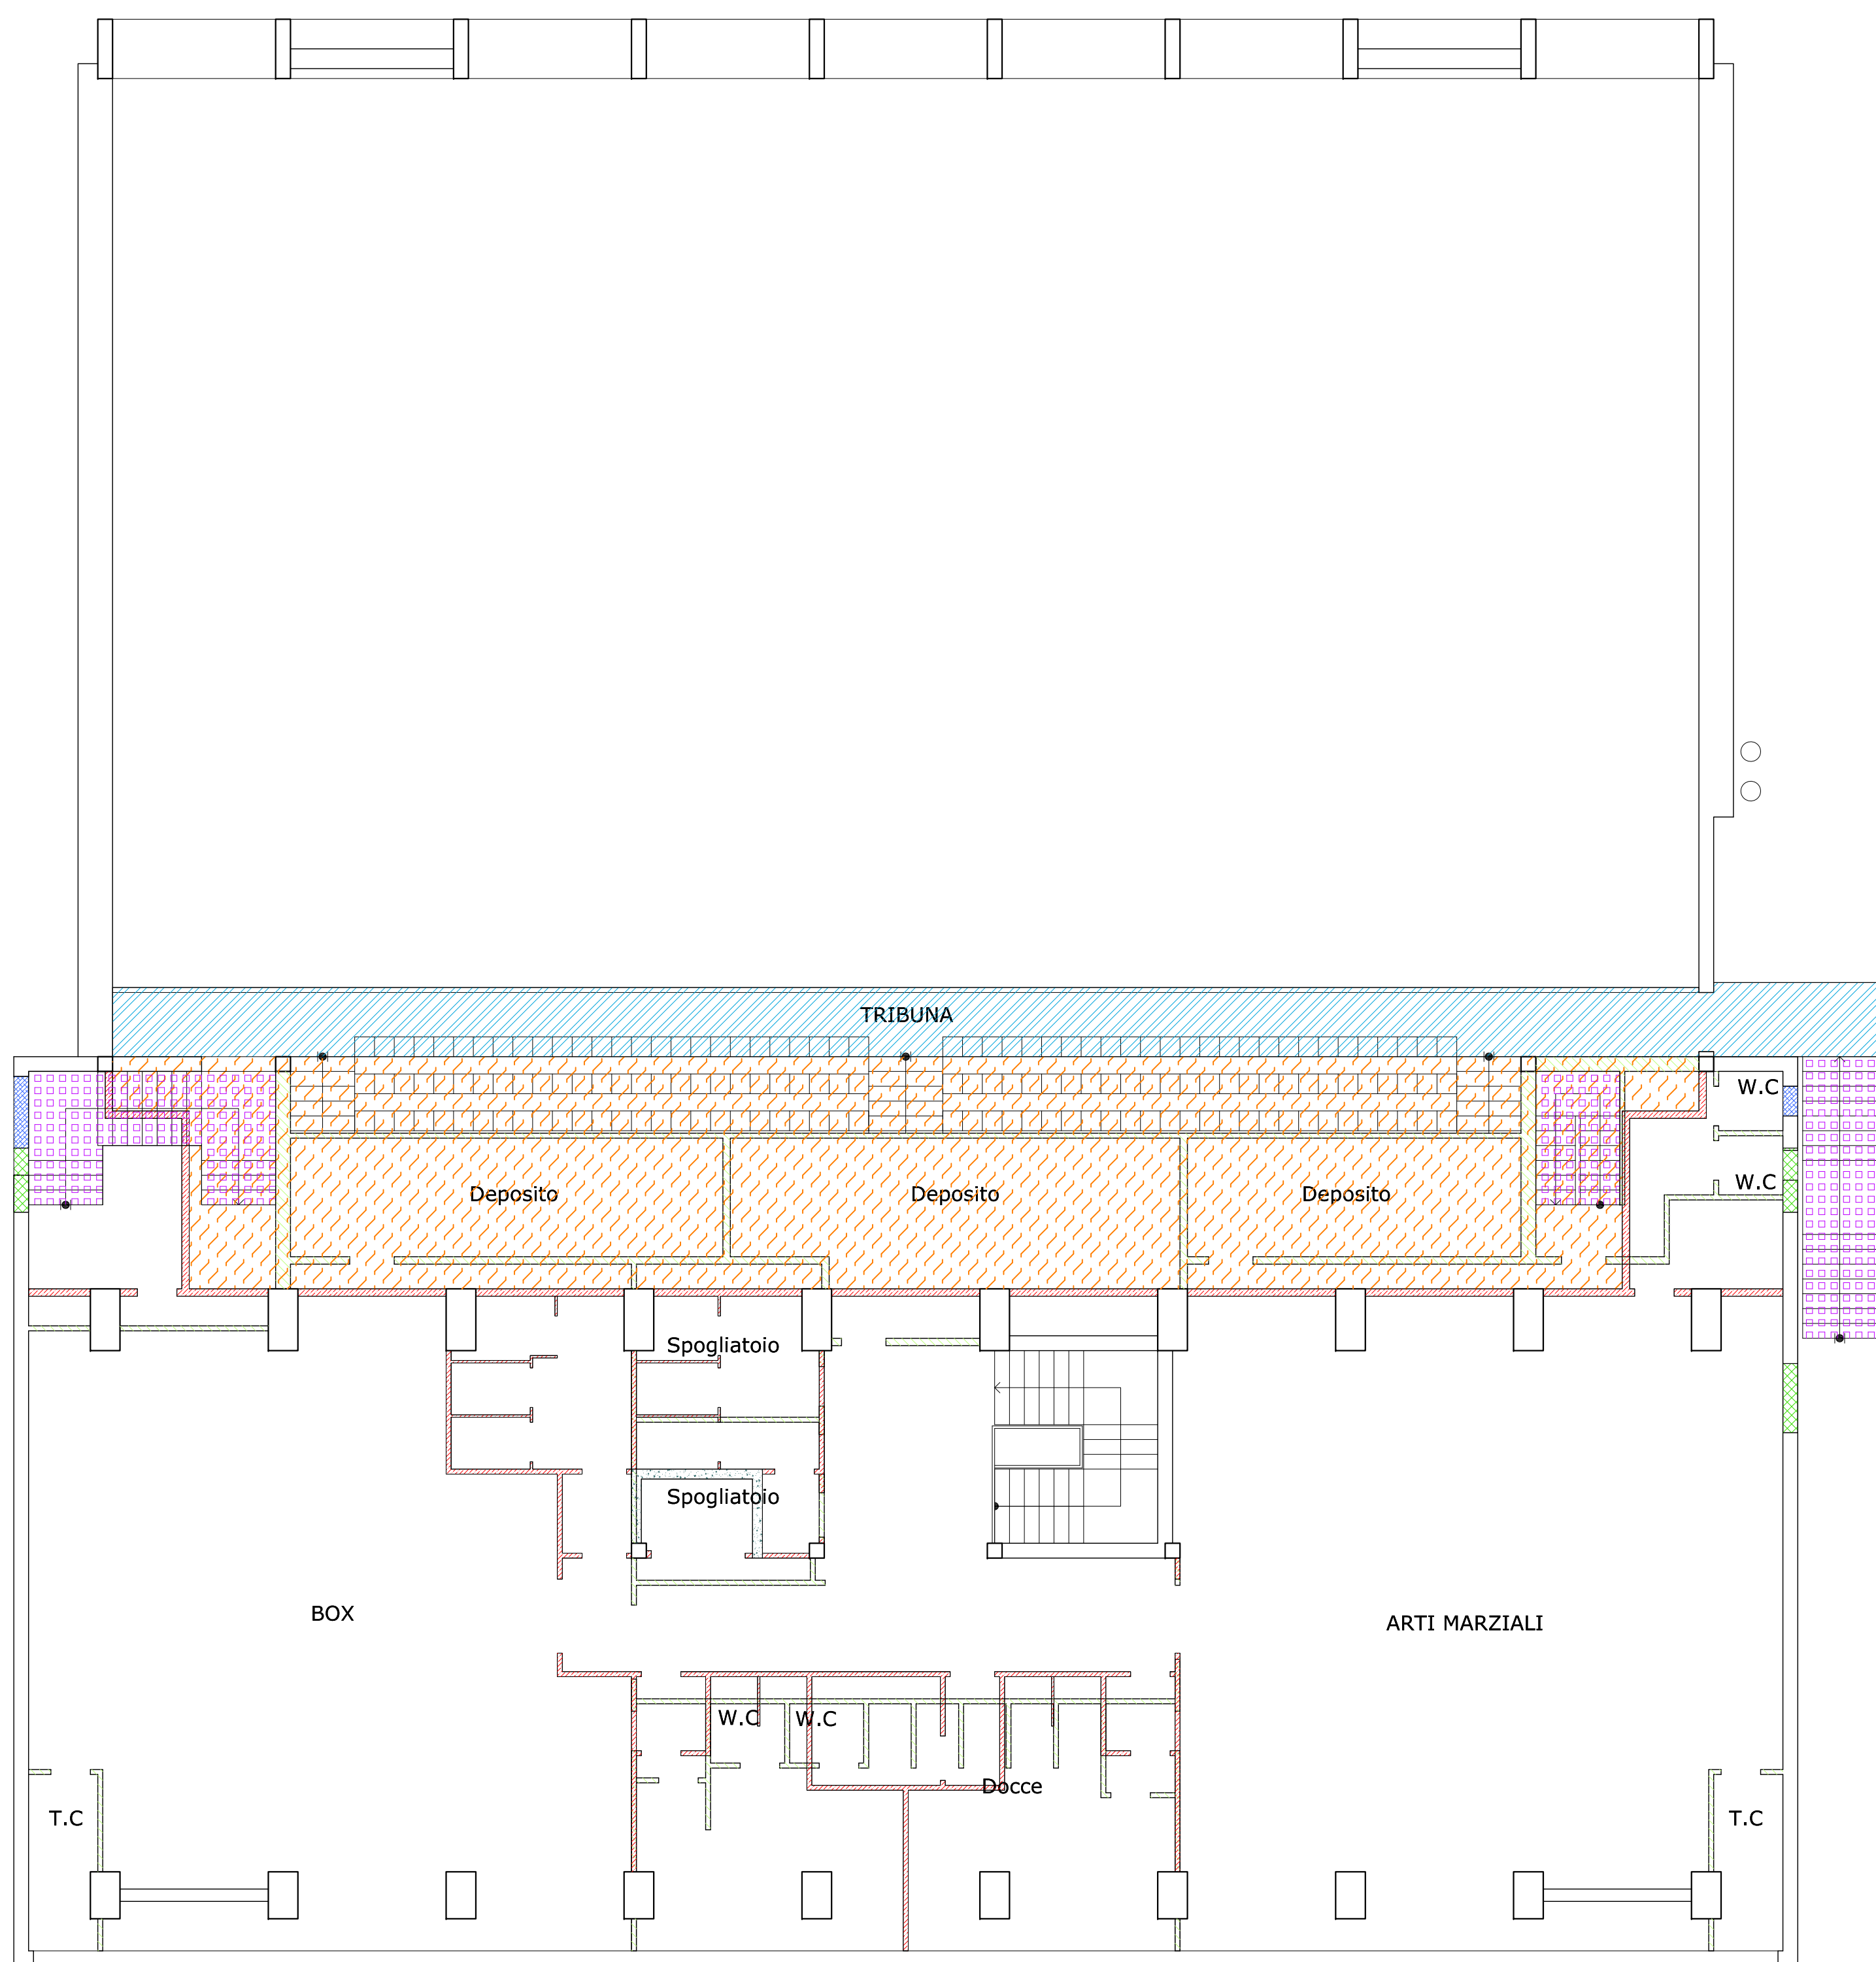 TRIBUNA
W.C
W.C
Deposito
Deposito
Deposito
Spogliatoio
Spogliatoio
BOX
ARTI MARZIALI
W.C
W.C
Docce
T.C
T.C